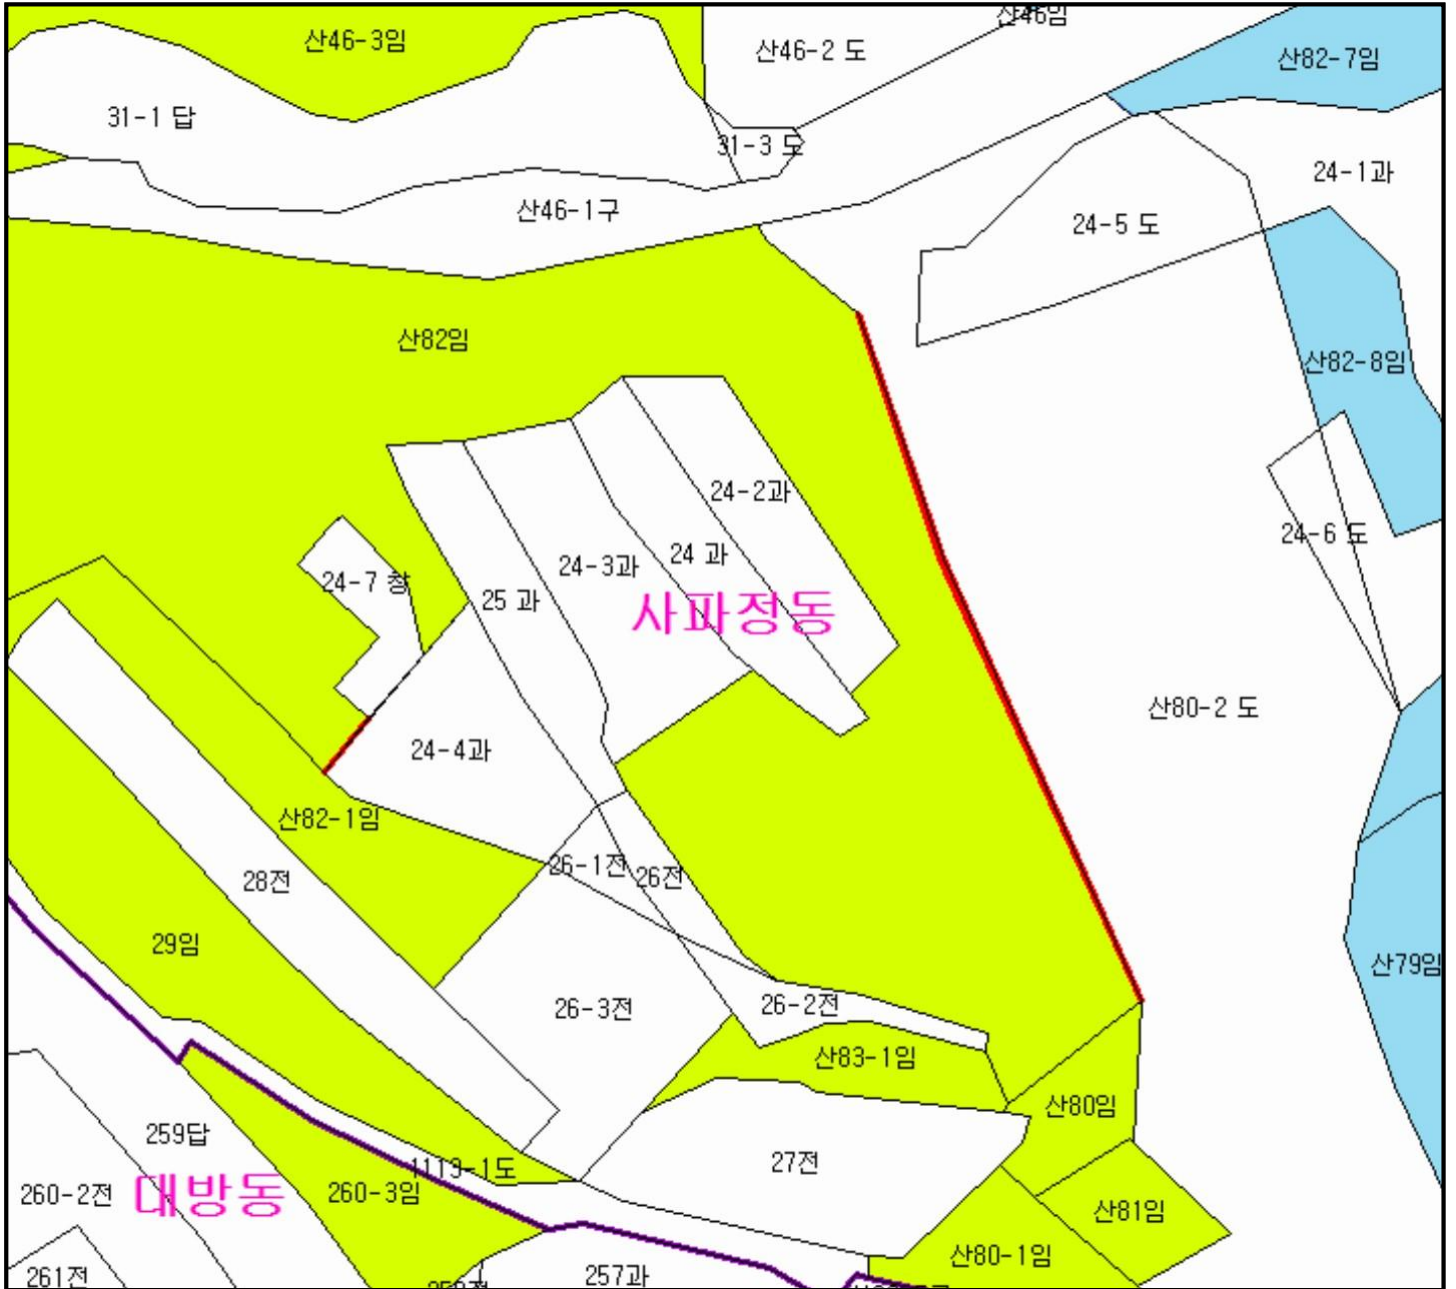 산46임
산46-3임
산46-2 도
산82-7임
31-1 답
31-3 도
24-1과
산46-1구
24-5 도
산82임
산82-8임
24-2과
24-6 도
24 과
24-3과
24-7 창
25 과
사파정동
산80-2 도
24-4과
산82-1임
26-1전
26전
28전
29임
산79임
26-3전
26-2전
산83-1임
산80임
259답
27전
1113-1도
260-2전
대방동
260-3임
산81임
산80-1임
261전
257과